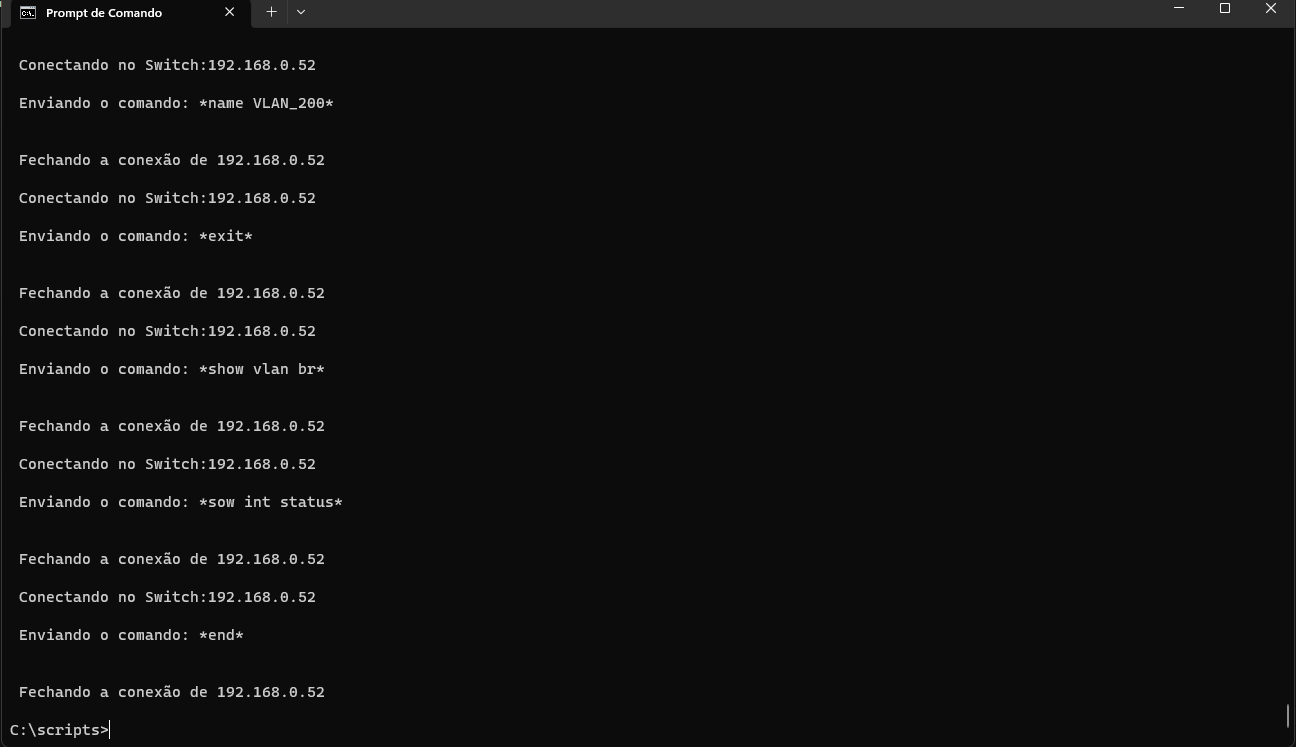 Prompt de Comando
Conectando no Switch:192.168.0.52
Enviando o comando: *name VLAN_200*
Fechando a conexão de 192.168.0.52
Conectando no Switch:192.168.0.52
Enviando o comando: *exit*
Fechando a conexão de 192.168.0.52
Conectando no Switch:192.168.0.52
Enviando o comando: *show vlan br*
Fechando a conexão de 192.168.0.52
Conectando no Switch:192.168.0.52
Enviando o comando: *sow int status*
Fechando a conexão de 192.168.0.52
Conectando no Switch:192.168.0.52
Enviando o comando: *end*
Fechando a conexão de 192.168.0.52
C:\scripts>